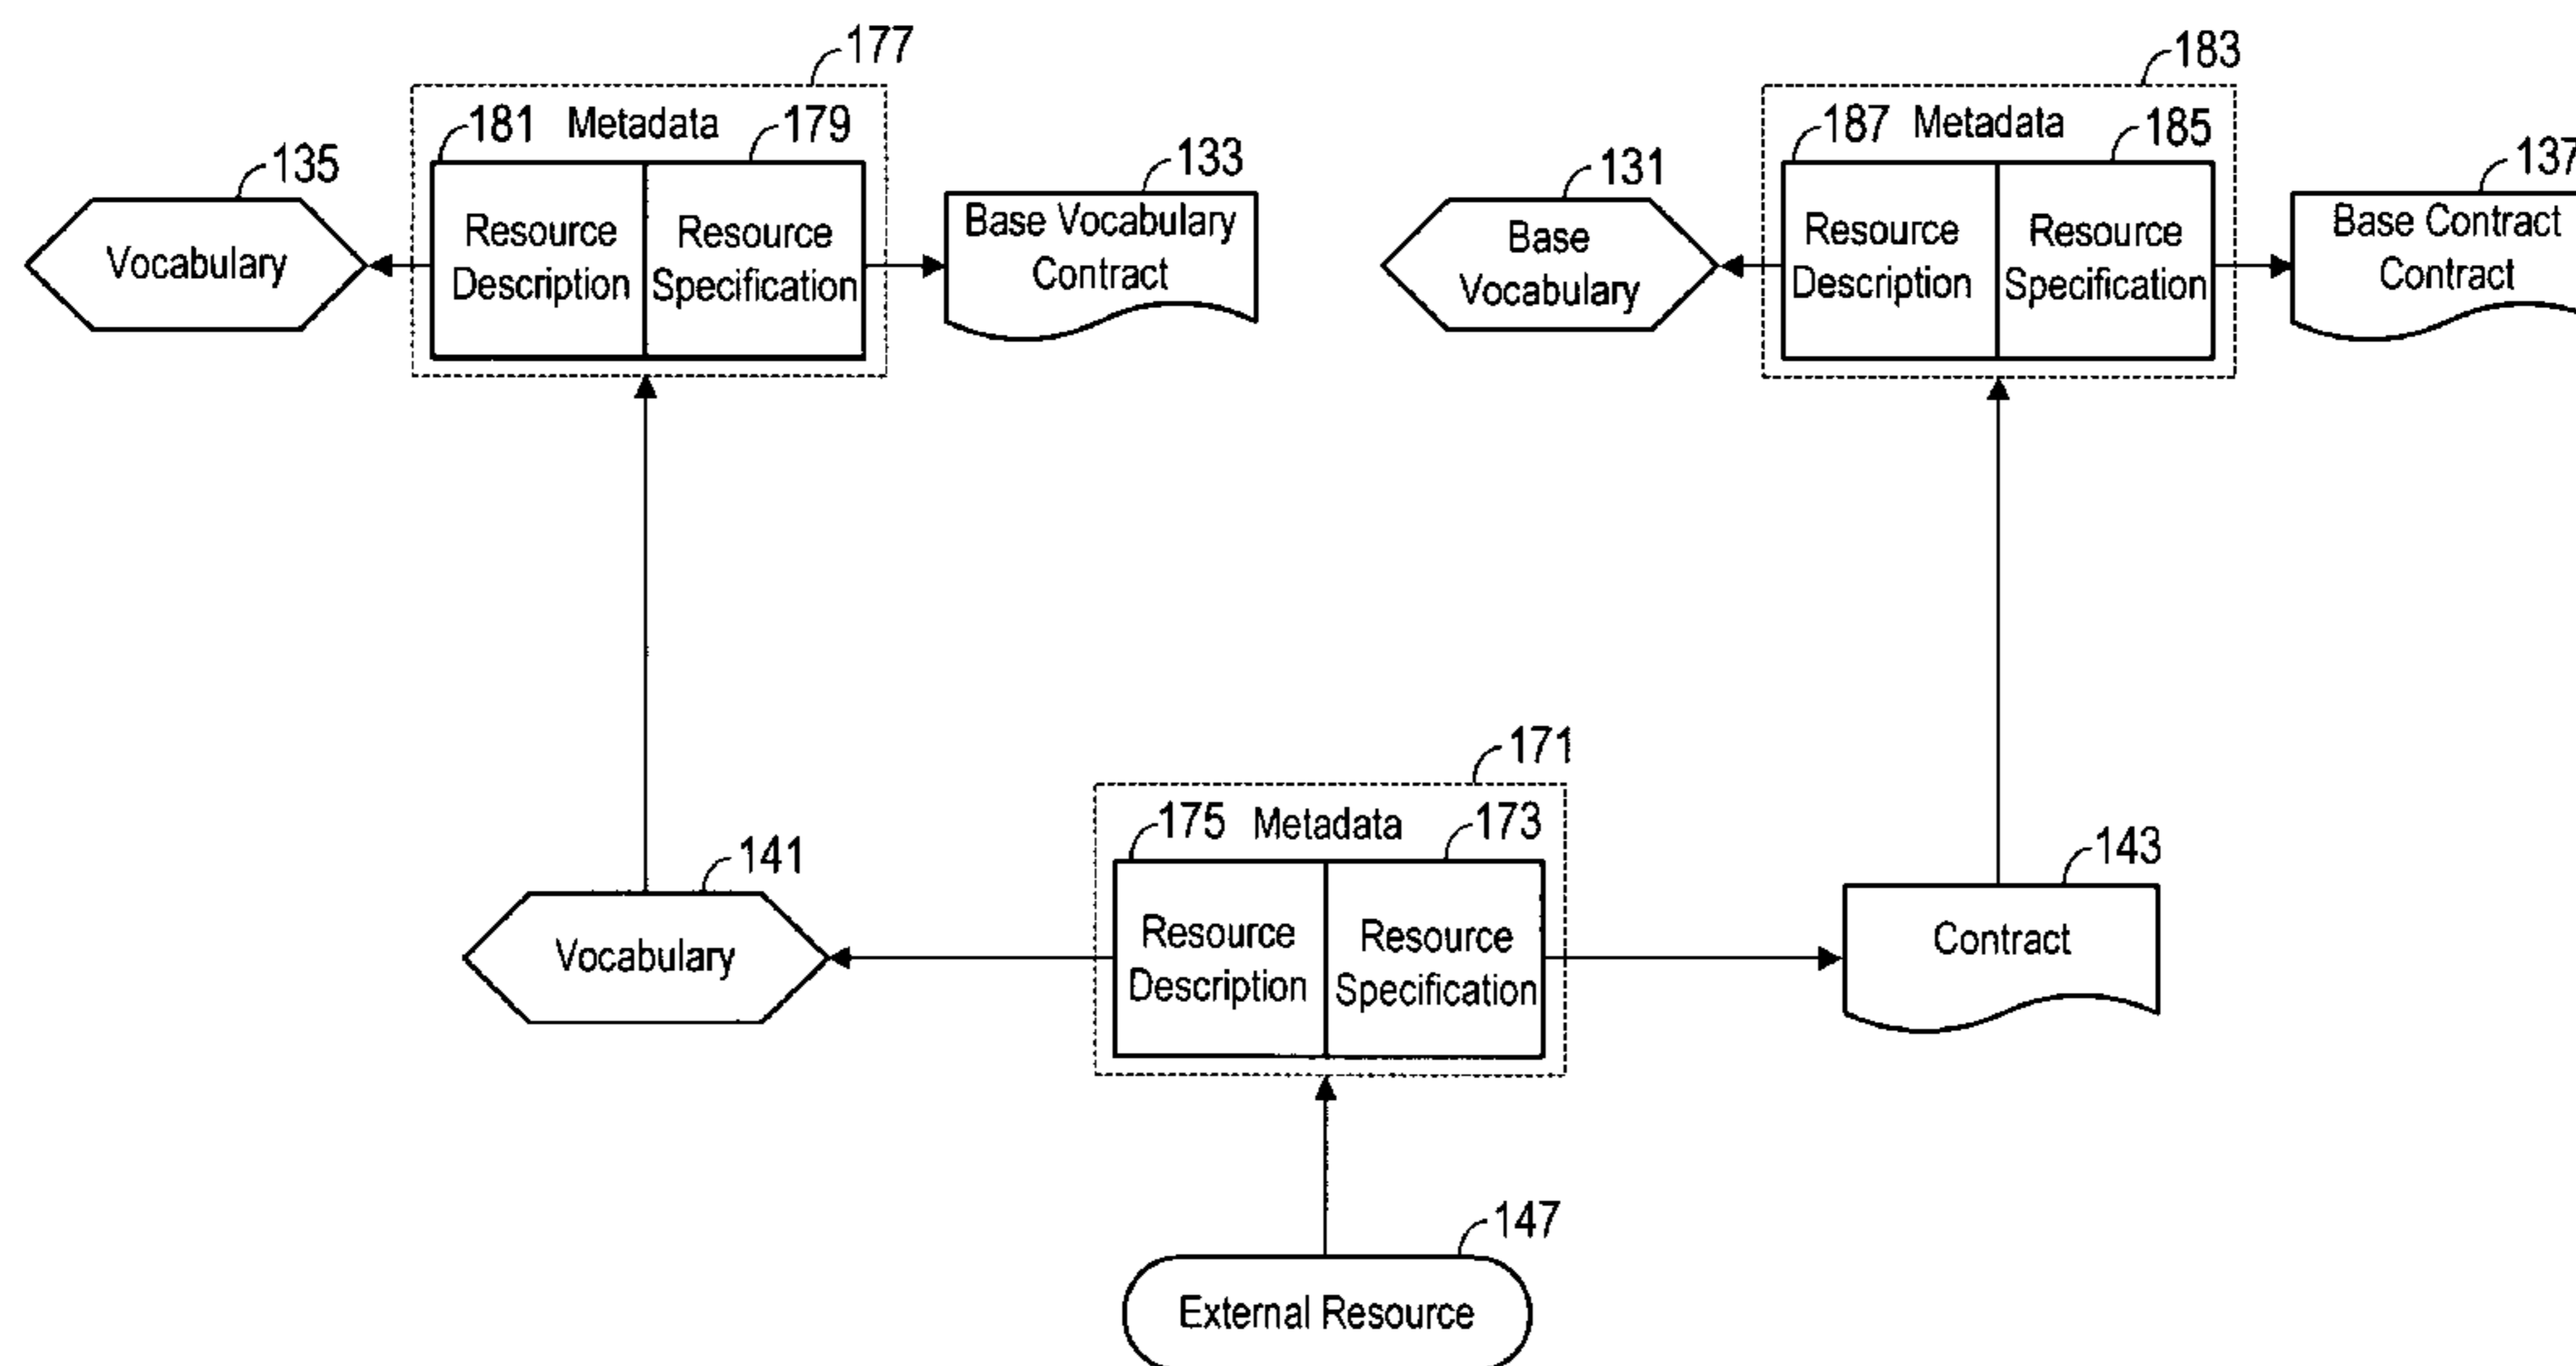 177
183
181 Metadata 179
187 Metadata 185
135
133
131
137
Vocabulary
Resource
Description
Resource
Specification
Base Vocabulary
Contract
Base
Vocabulary
Resource
Description
Resource
Specification
Base Contract
Contract
171
175 Metadata 173
141
143
Vocabulary
Resource
Description
Resource
Specification
Contract
147
External Resource